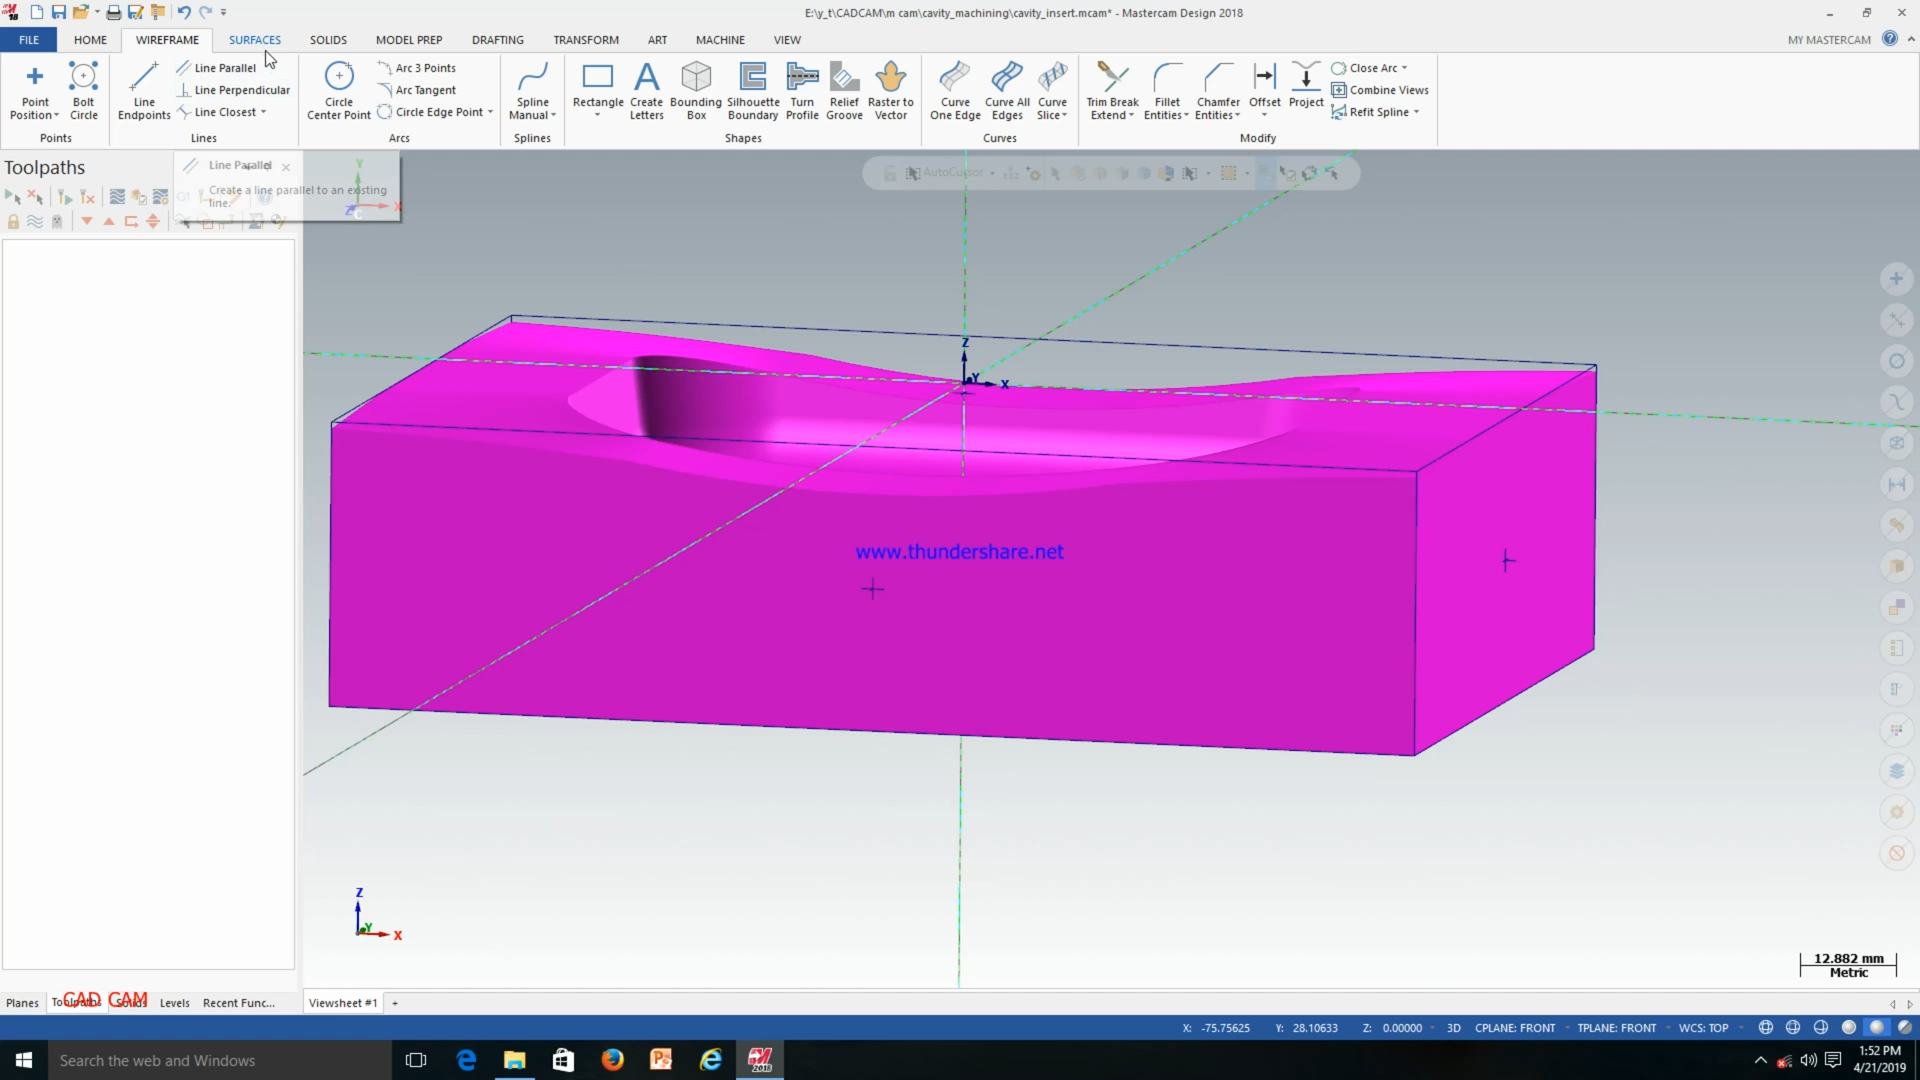 E:\y_t\CADCAM\m cam\cavity_machining\cavity_insert.mcam* - Mastercam Design 2018
FILE HOME WIREFRAME SURFACES SOLIDS MODEL PREP DRAFTING TRANSFORM ART MACHINE VIEW MY MASTERCAM
Point Position
Bolt Circle
Points
Line Endpoints
Line Parallel
Line Perpendicular
Line Closest
Lines
Circle Center Point
Arc 3 Points
Arc Tangent
Circle Edge Point
Arcs
Spline Manual
Splines
Rectangle
Create Letters
Bounding Box
Silhouette Boundary
Turn Profile
Relief Groove
Raster to Vector
Shapes
Curve One Edge
Curve All Edges
Curve Slice
Curves
Trim Break Extend
Fillet Entities
Chamfer Entities
Offset
Project
Close Arc
Combine Views
Refit Spline
Modify
Toolpaths
Line Parallel
Create a line parallel to an existing line.
AutoCursor
Z
Y
X
www.thundershare.net
Z
Y
X
12.882 mm
Metric
Planes Toolpaths Solids Levels Recent Func...
CAD CAM
Viewsheet #1 +
X: -75.75625 Y: 28.10633 Z: 0.00000 3D CPLANE: FRONT TPLANE: FRONT WCS: TOP
Search the web and Windows
2018
1:52 PM
4/21/2019